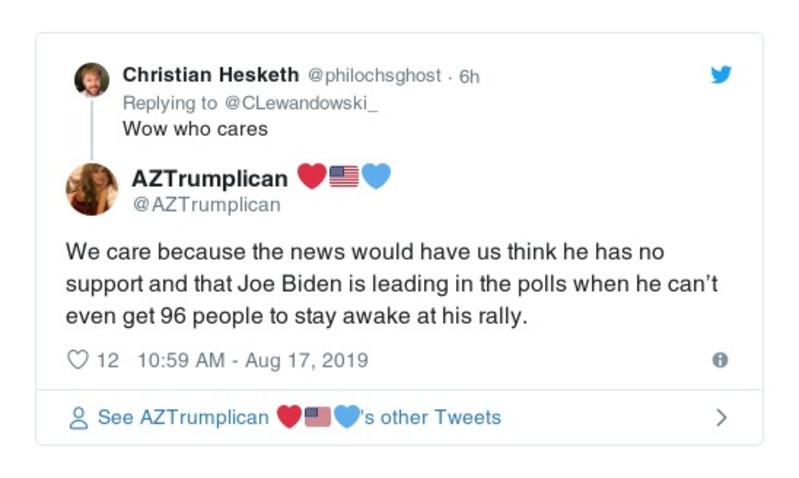 Christian Hesketh @philochsghost · 6h
Replying to @CLewandowski_
Wow who cares
AZTrumplican ❤️🇺🇸💙
@AZTrumplican
We care because the news would have us think he has no
support and that Joe Biden is leading in the polls when he can’t
even get 96 people to stay awake at his rally.
12 10:59 AM - Aug 17, 2019
See AZTrumplican ❤️🇺🇸💙's other Tweets